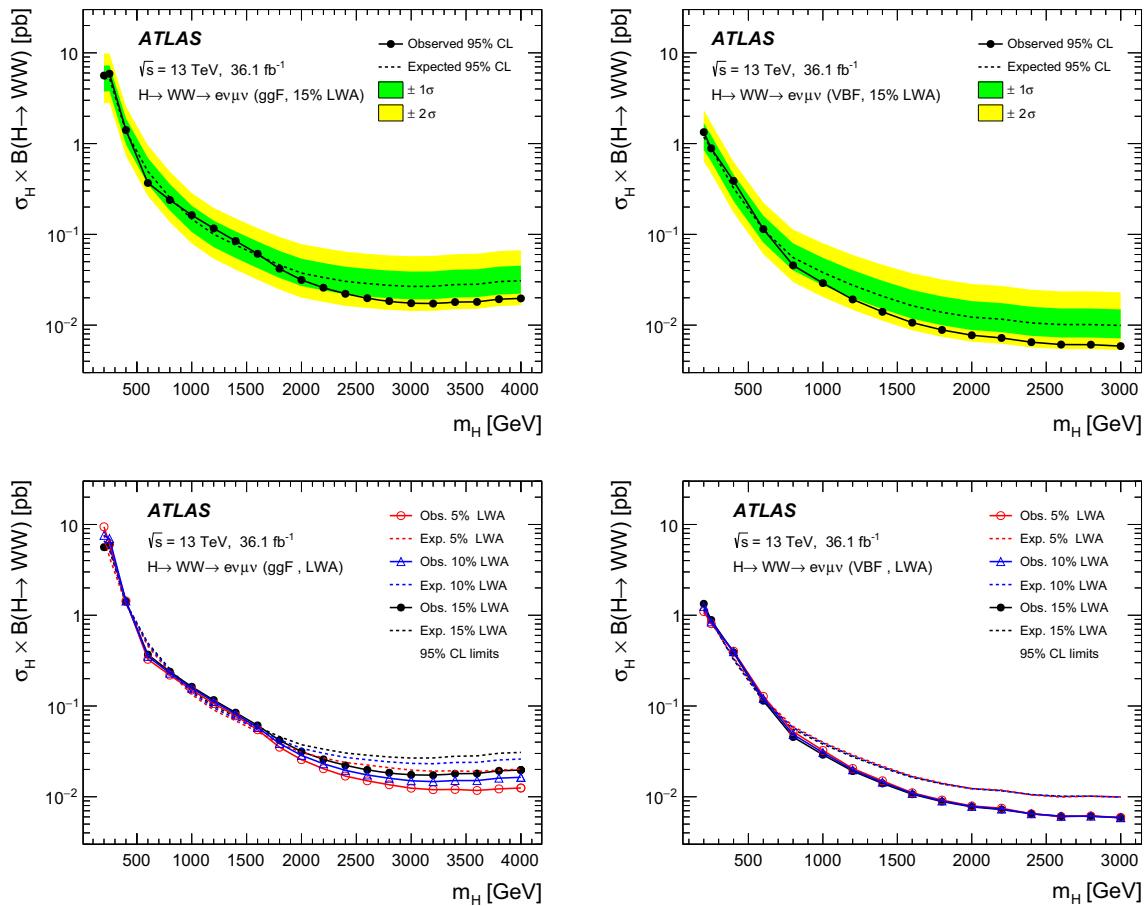 σH × B(H→ WW) [pb]
10
1
10⁻¹
10⁻²
ATLAS
√s = 13 TeV, 36.1 fb⁻¹
H→ WW→ eνμν (ggF, 15% LWA)
Observed 95% CL
Expected 95% CL
± 1σ
± 2σ
500 1000 1500 2000 2500 3000 3500 4000
mH [GeV]
σH × B(H→ WW) [pb]
10
1
10⁻¹
10⁻²
ATLAS
√s = 13 TeV, 36.1 fb⁻¹
H→ WW→ eνμν (VBF, 15% LWA)
Observed 95% CL
Expected 95% CL
± 1σ
± 2σ
500 1000 1500 2000 2500 3000
mH [GeV]
σH × B(H→ WW) [pb]
10
1
10⁻¹
10⁻²
ATLAS
√s = 13 TeV, 36.1 fb⁻¹
H→ WW→ eνμν (ggF , LWA)
Obs. 5% LWA
Exp. 5% LWA
Obs. 10% LWA
Exp. 10% LWA
Obs. 15% LWA
Exp. 15% LWA
95% CL limits
500 1000 1500 2000 2500 3000 3500 4000
mH [GeV]
σH × B(H→ WW) [pb]
10
1
10⁻¹
10⁻²
ATLAS
√s = 13 TeV, 36.1 fb⁻¹
H→ WW→ eνμν (VBF , LWA)
Obs. 5% LWA
Exp. 5% LWA
Obs. 10% LWA
Exp. 10% LWA
Obs. 15% LWA
Exp. 15% LWA
95% CL limits
500 1000 1500 2000 2500 3000
mH [GeV]